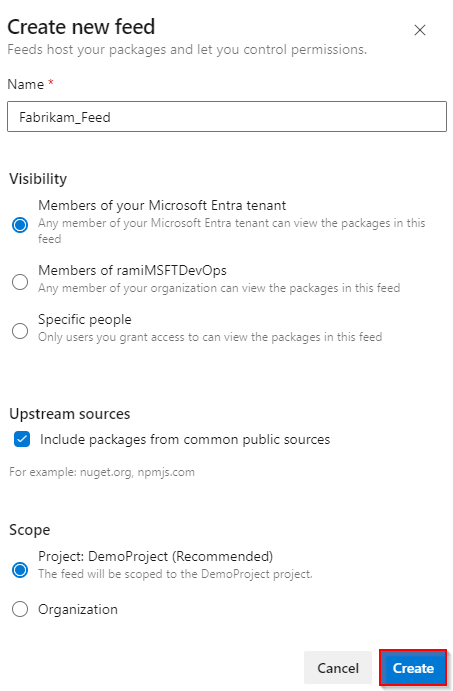 Create new feed
Feeds host your packages and let you control permissions.
Name *
Fabrikam_Feed
Visibility
Members of your Microsoft Entra tenant
Any member of your Microsoft Entra tenant can view the packages in this
feed
Members of ramiMSFTDevOps
Any member of your organization can view the packages in this feed
Specific people
Only users you grant access to can view the packages in this feed
Upstream sources
Include packages from common public sources
For example: nuget.org, npmjs.com
Scope
Project: DemoProject (Recommended)
The feed will be scoped to the DemoProject project.
Organization
Cancel
Create